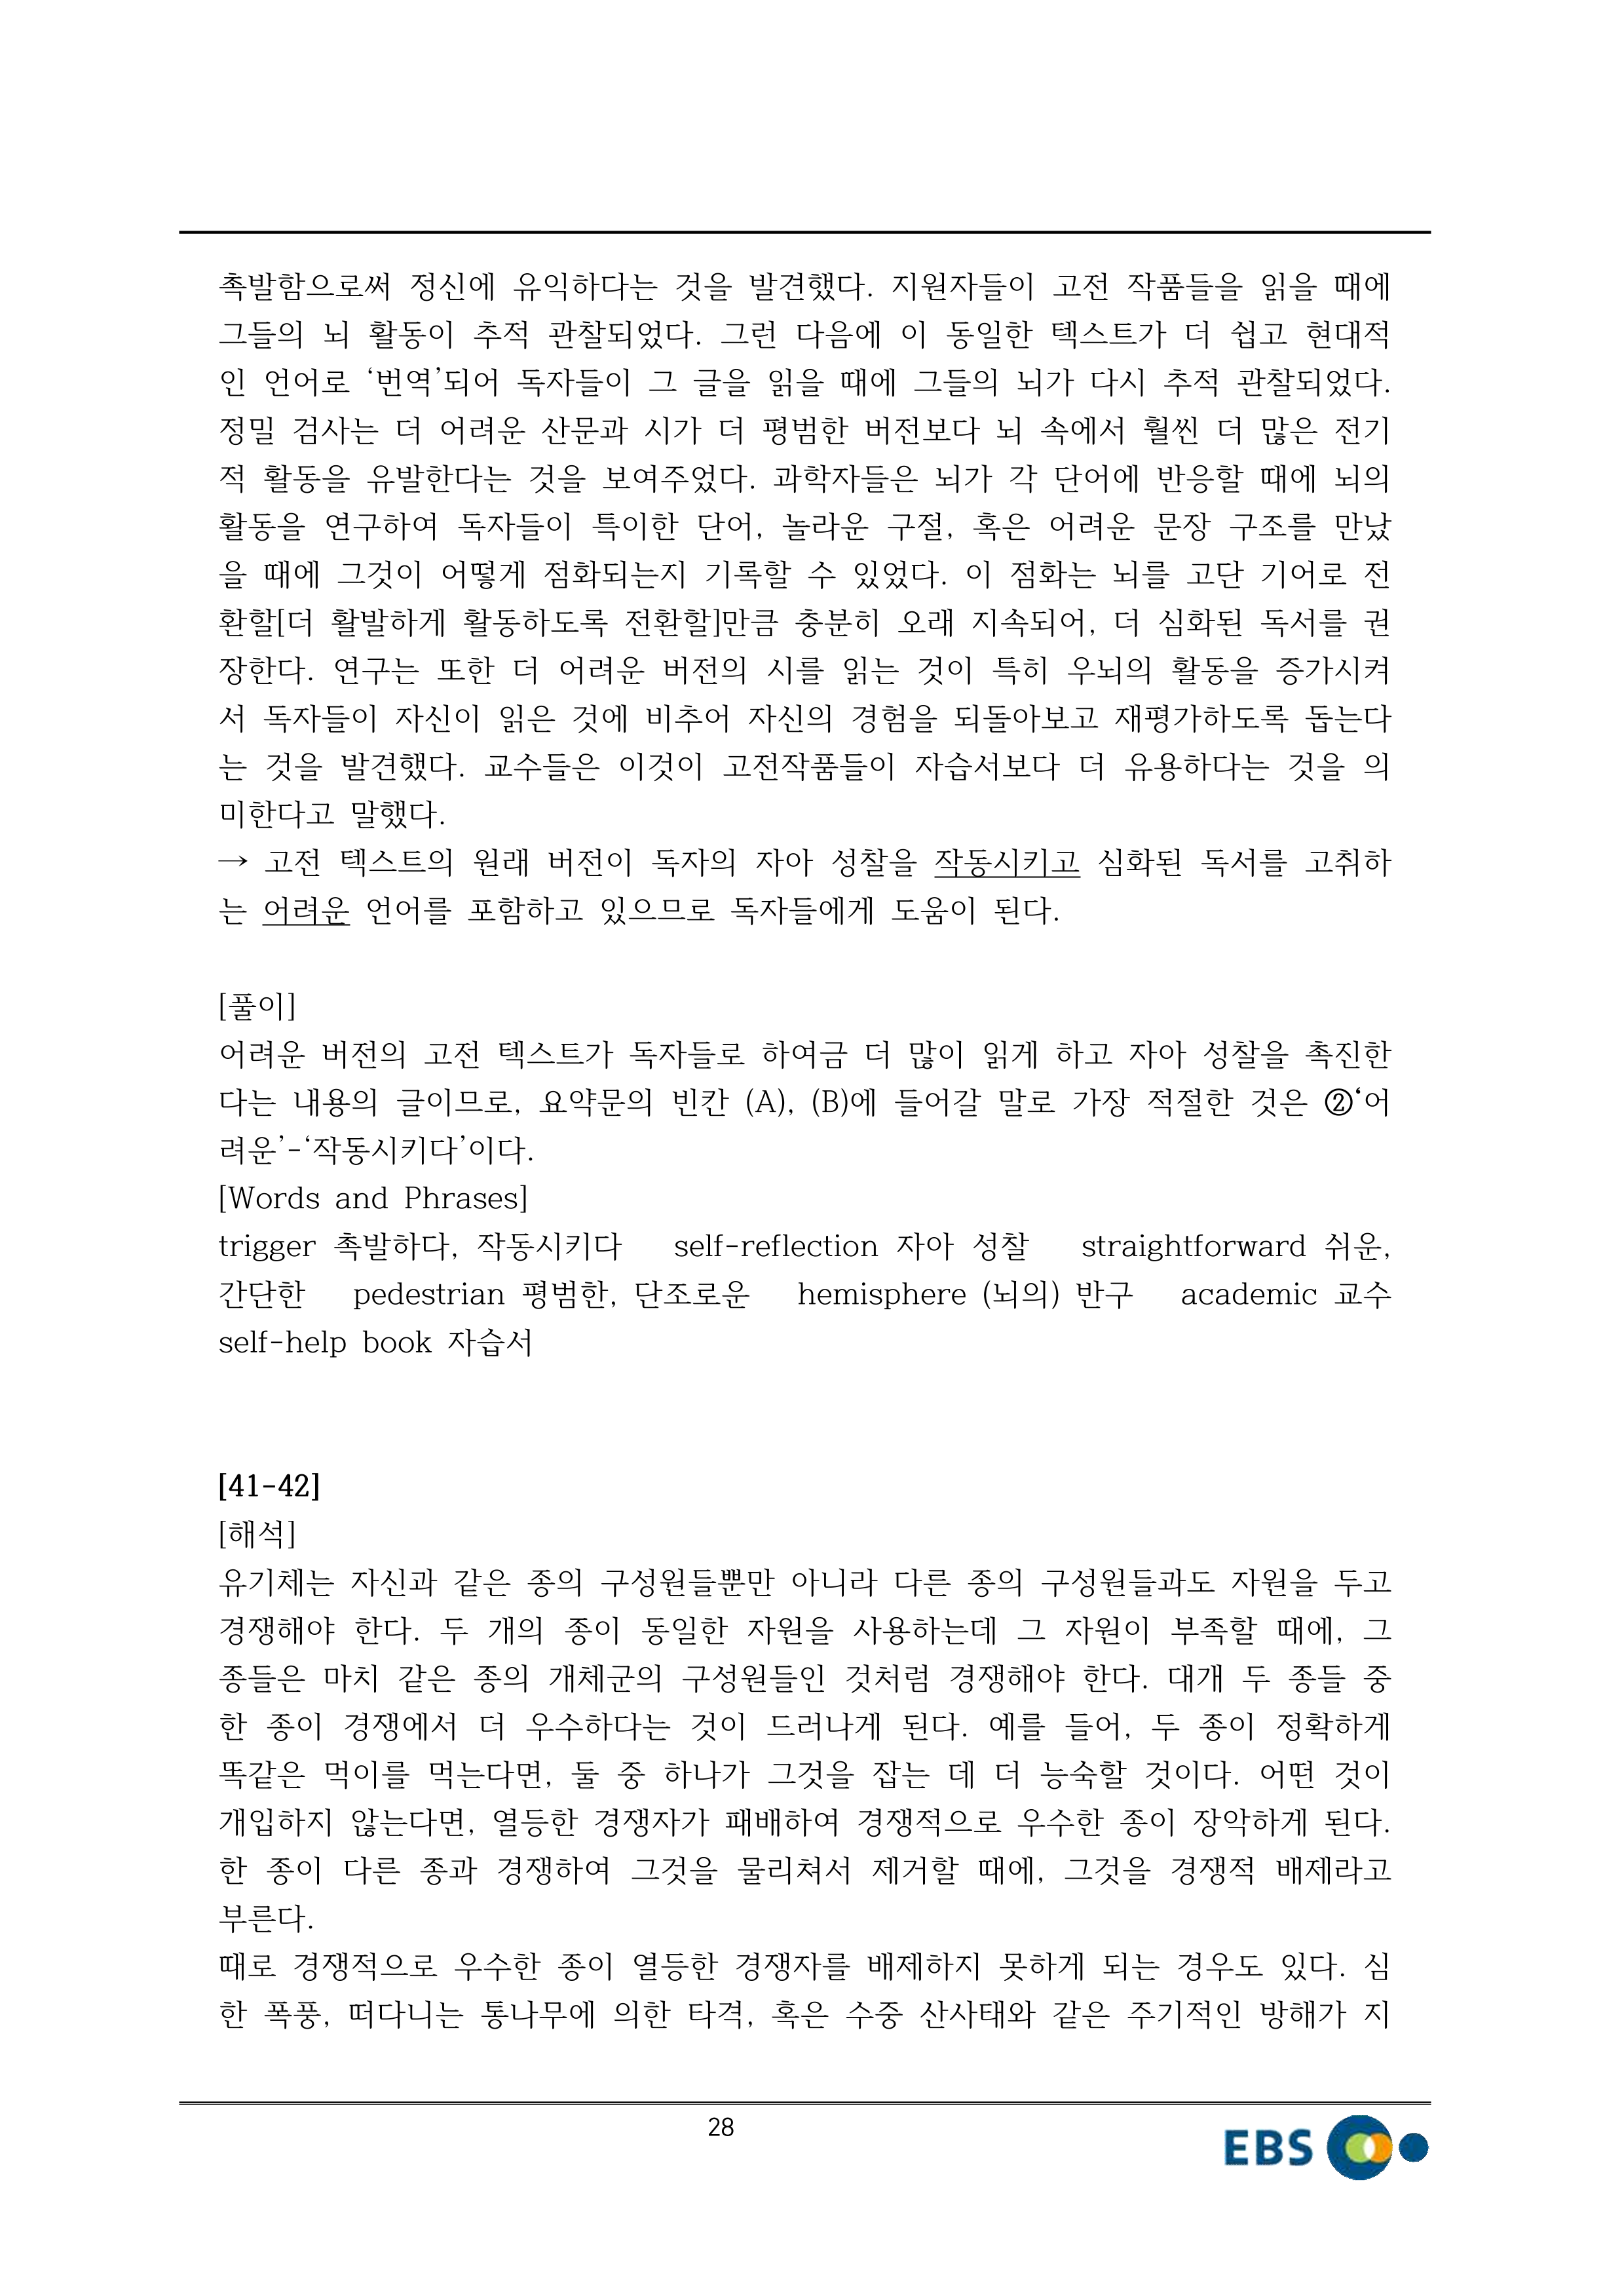 촉발함으로써 정신에 유익하다는 것을 발견했다. 지원자들이 고전 작품들을 읽을 때에
그들의 뇌 활동이 추적 관찰되었다. 그런 다음에 이 동일한 텍스트가 더 쉽고 현대적
인 언어로 ‘번역’되어 독자들이 그 글을 읽을 때에 그들의 뇌가 다시 추적 관찰되었다.
정밀 검사는 더 어려운 산문과 시가 더 평범한 버전보다 뇌 속에서 훨씬 더 많은 전기
적 활동을 유발한다는 것을 보여주었다. 과학자들은 뇌가 각 단어에 반응할 때에 뇌의
활동을 연구하여 독자들이 특이한 단어, 놀라운 구절, 혹은 어려운 문장 구조를 만났
을 때에 그것이 어떻게 점화되는지 기록할 수 있었다. 이 점화는 뇌를 고단 기어로 전
환할[더 활발하게 활동하도록 전환할]만큼 충분히 오래 지속되어, 더 심화된 독서를 권
장한다. 연구는 또한 더 어려운 버전의 시를 읽는 것이 특히 우뇌의 활동을 증가시켜
서 독자들이 자신이 읽은 것에 비추어 자신의 경험을 되돌아보고 재평가하도록 돕는다
는 것을 발견했다. 교수들은 이것이 고전작품들이 자습서보다 더 유용하다는 것을 의
미한다고 말했다.
→ 고전 텍스트의 원래 버전이 독자의 자아 성찰을 작동시키고 심화된 독서를 고취하
는 어려운 언어를 포함하고 있으므로 독자들에게 도움이 된다.
[풀이]
어려운 버전의 고전 텍스트가 독자들로 하여금 더 많이 읽게 하고 자아 성찰을 촉진한
다는 내용의 글이므로, 요약문의 빈칸 (A), (B)에 들어갈 말로 가장 적절한 것은 ②‘어
려운’-‘작동시키다’이다.
[Words and Phrases]
trigger 촉발하다, 작동시키다 self-reflection 자아 성찰 straightforward 쉬운,
간단한 pedestrian 평범한, 단조로운 hemisphere (뇌의) 반구 academic 교수
self-help book 자습서
[41-42]
[해석]
유기체는 자신과 같은 종의 구성원들뿐만 아니라 다른 종의 구성원들과도 자원을 두고
경쟁해야 한다. 두 개의 종이 동일한 자원을 사용하는데 그 자원이 부족할 때에, 그
종들은 마치 같은 종의 개체군의 구성원들인 것처럼 경쟁해야 한다. 대개 두 종들 중
한 종이 경쟁에서 더 우수하다는 것이 드러나게 된다. 예를 들어, 두 종이 정확하게
똑같은 먹이를 먹는다면, 둘 중 하나가 그것을 잡는 데 더 능숙할 것이다. 어떤 것이
개입하지 않는다면, 열등한 경쟁자가 패배하여 경쟁적으로 우수한 종이 장악하게 된다.
한 종이 다른 종과 경쟁하여 그것을 물리쳐서 제거할 때에, 그것을 경쟁적 배제라고
부른다.
때로 경쟁적으로 우수한 종이 열등한 경쟁자를 배제하지 못하게 되는 경우도 있다. 심
한 폭풍, 떠다니는 통나무에 의한 타격, 혹은 수중 산사태와 같은 주기적인 방해가 지
28
EBS